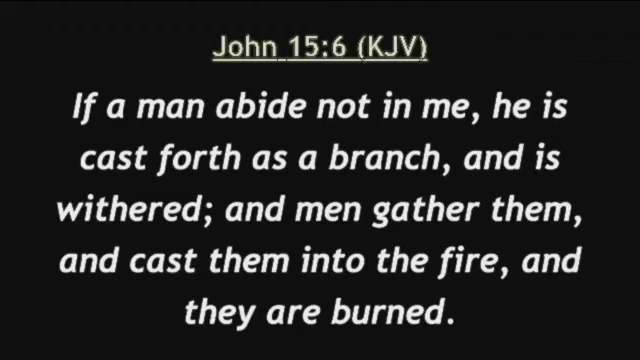 John 15:6 (KJV)
If a man abide not in me, he is
cast forth as a branch, and is
withered; and men gather them,
and cast them into the fire, and
they are burned.